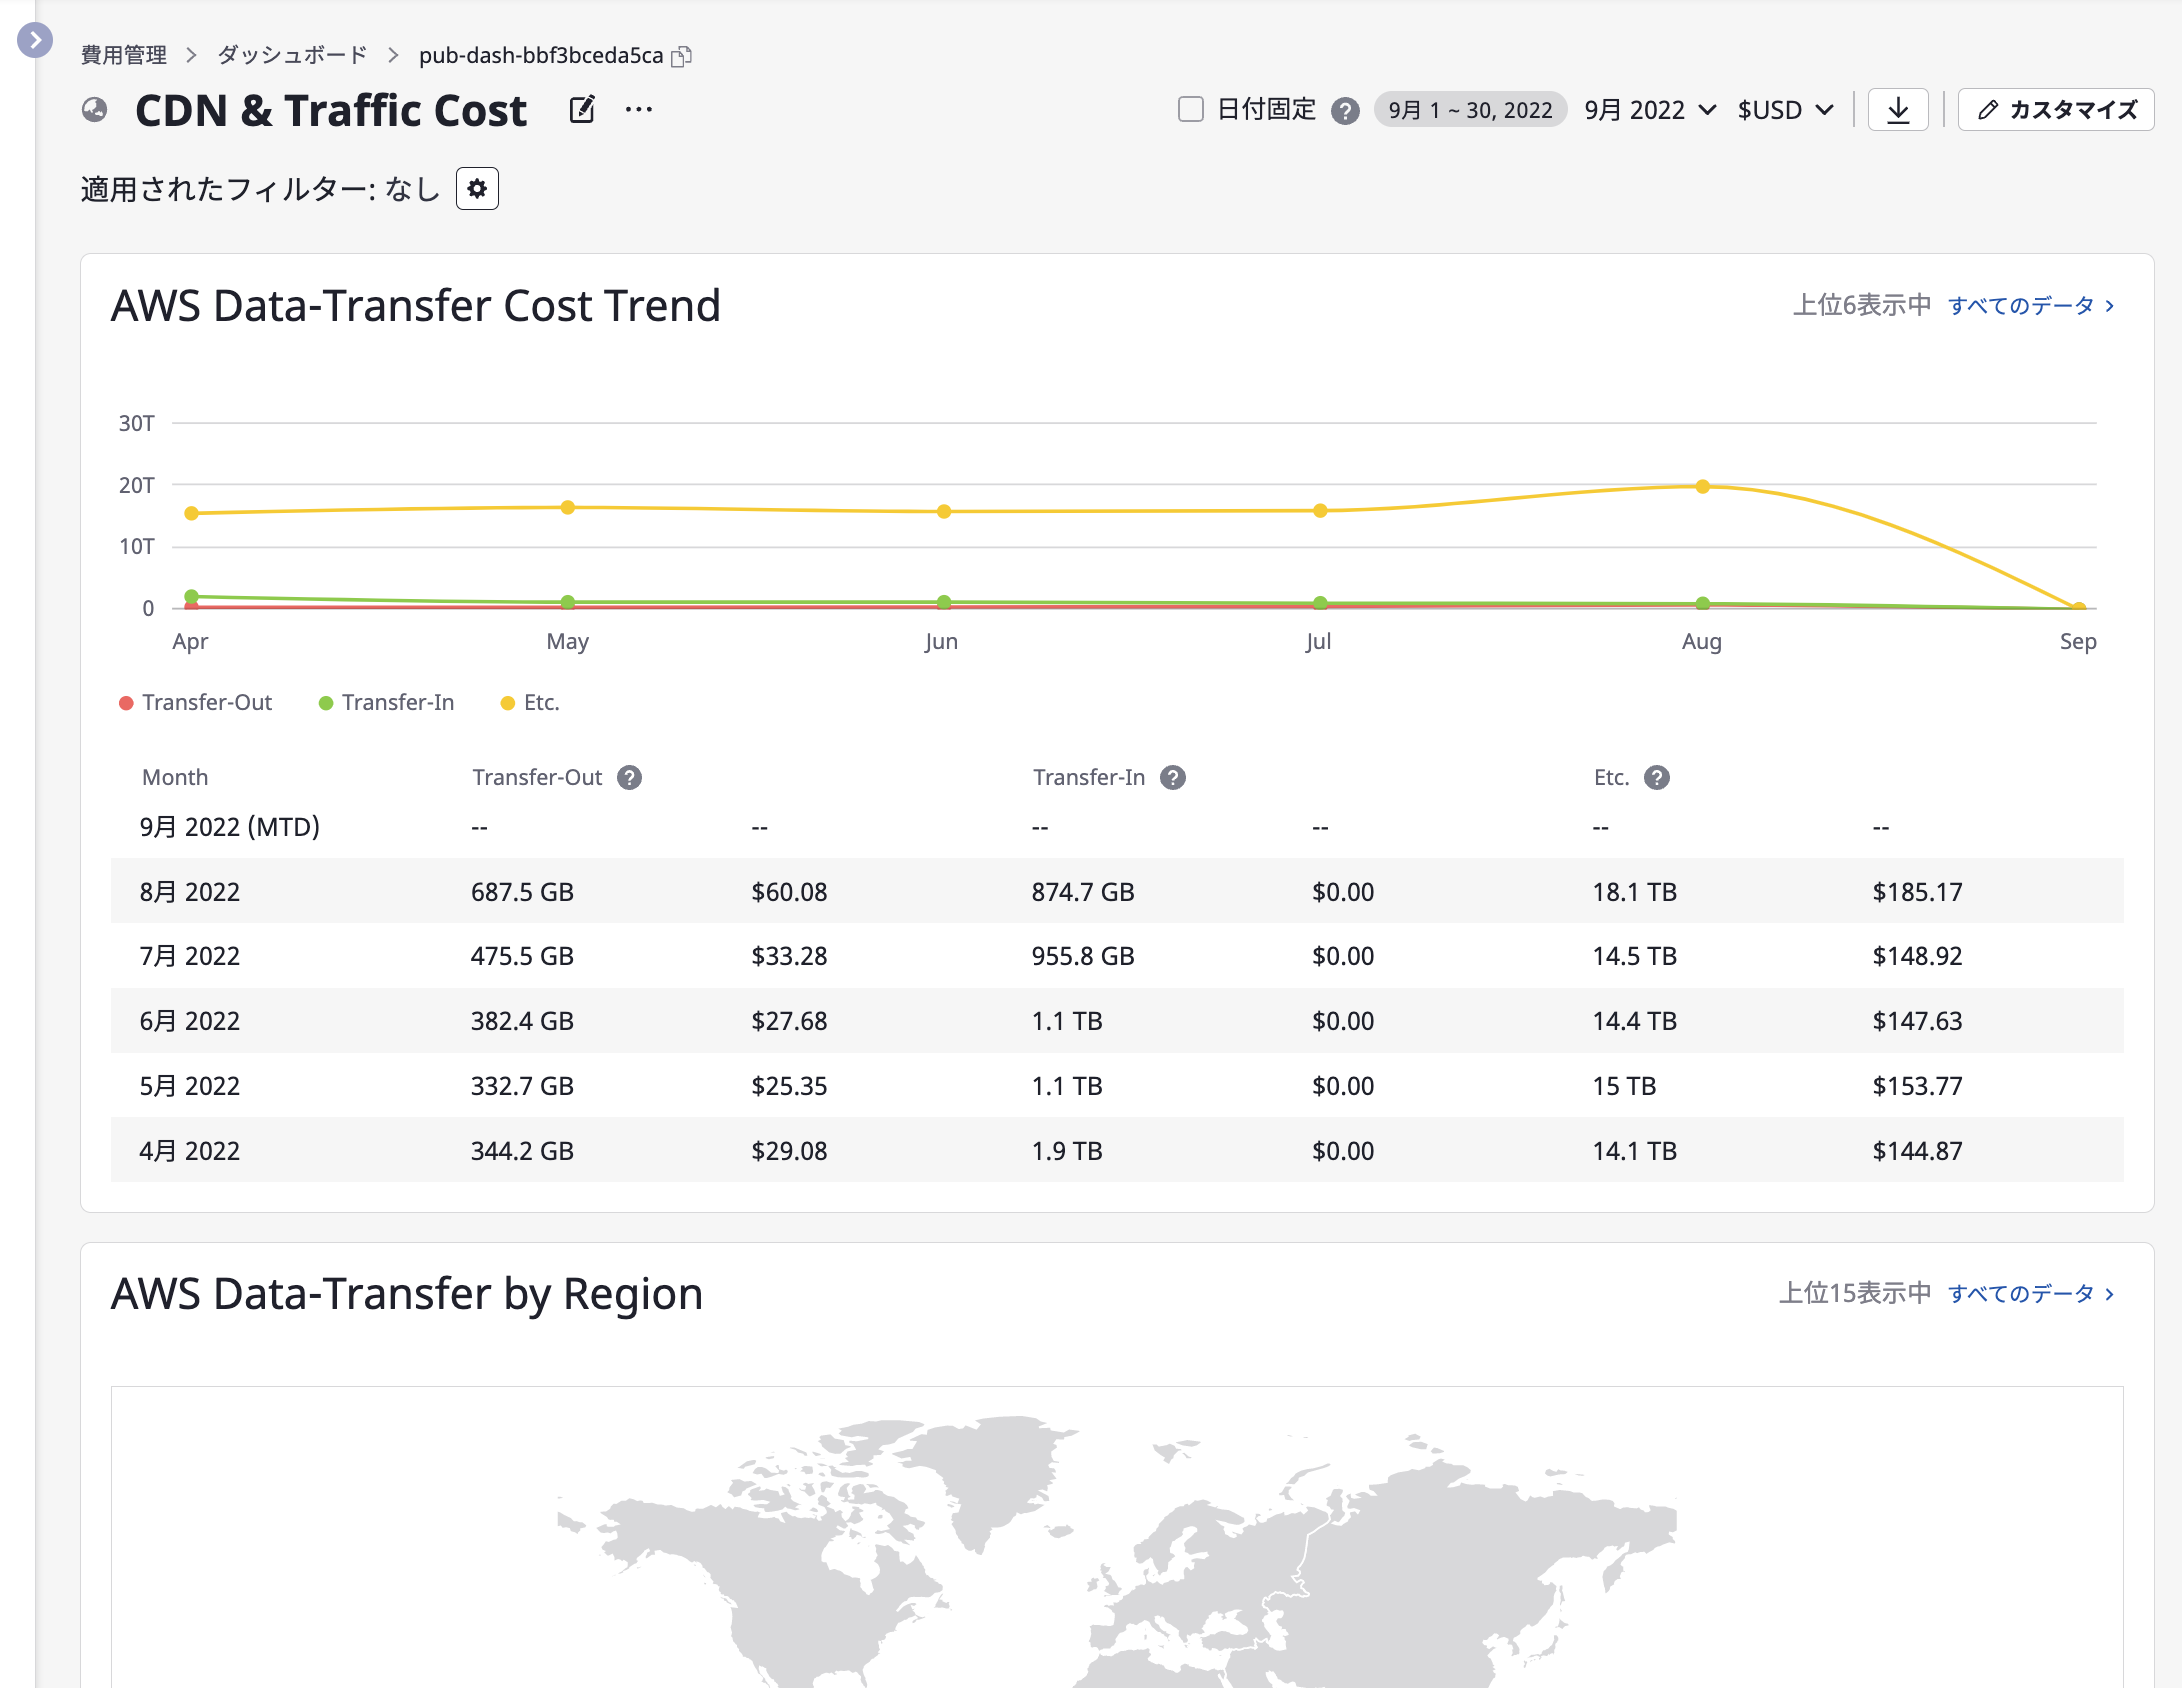 費用管理 > ダッシュボード > pub-dash-bbf3bceda5ca
CDN & Traffic Cost
日付固定 ? 9月 1 ~ 30, 2022 9月 2022 $USD カスタマイズ
適用されたフィルター: なし
AWS Data-Transfer Cost Trend
上位6表示中 すべてのデータ >
30T
20T
10T
0
Apr May Jun Jul Aug Sep
Transfer-Out Transfer-In Etc.
Month Transfer-Out ? Transfer-In ? Etc. ?
9月 2022 (MTD) -- -- -- -- -- --
8月 2022 687.5 GB $60.08 874.7 GB $0.00 18.1 TB $185.17
7月 2022 475.5 GB $33.28 955.8 GB $0.00 14.5 TB $148.92
6月 2022 382.4 GB $27.68 1.1 TB $0.00 14.4 TB $147.63
5月 2022 332.7 GB $25.35 1.1 TB $0.00 15 TB $153.77
4月 2022 344.2 GB $29.08 1.9 TB $0.00 14.1 TB $144.87
AWS Data-Transfer by Region
上位15表示中 すべてのデータ >